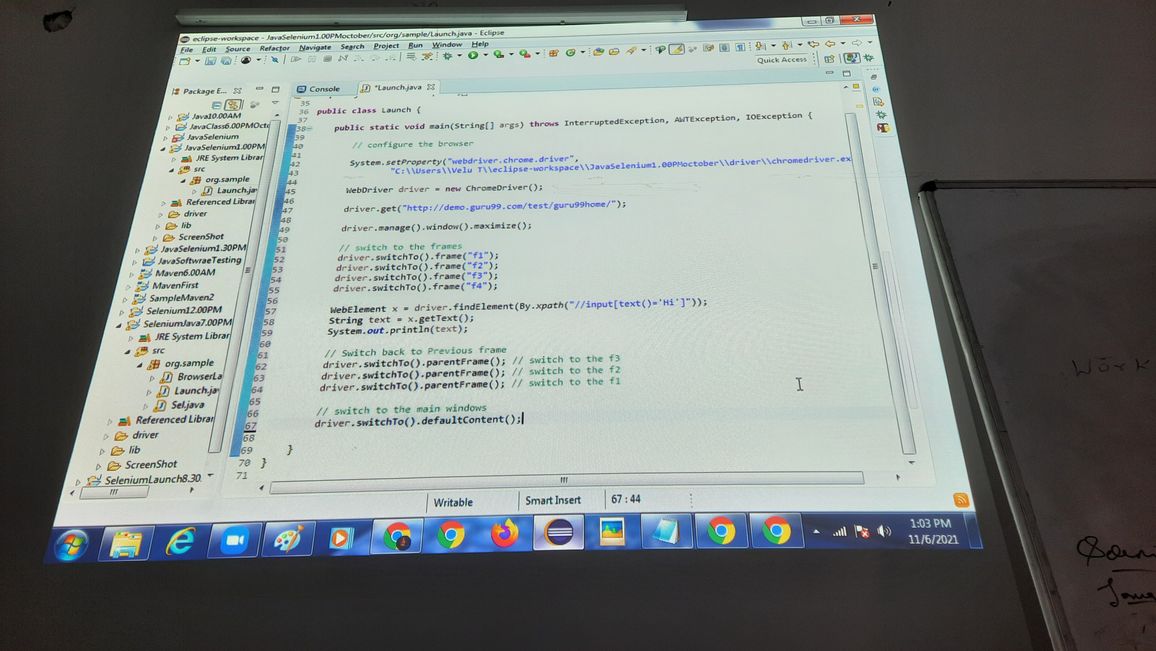 eclipse-workspace - JavaSelenium1.00PMoctober/src/org/sample/Launch.java - Eclipse
File Edit Source Refactor Navigate Search Project Run Window Help
Quick Access
Package E...
Console
*Launch.java
Java10.00AM
JavaClass6.00PMOcto
JavaSelenium
JavaSelenium1.00PM
JRE System Librar
src
org.sample
Launch.jav
Referenced Librar
driver
lib
ScreenShot
JavaSelenium1.30PM
JavaSoftwraeTesting
Maven6.00AM
MavenFirst
SampleMaven2
Selenium12.00PM
SeleniumJava7.00PM
JRE System Librar
src
org.sample
BrowserLa
Launch.jav
Sel.java
Referenced Librar
driver
lib
ScreenShot
SeleniumLaunch8.30.
35
36 public class Launch {
37
38 public static void main(String[] args) throws InterruptedException, AWTException, IOException {
39
40 // configure the browser
41
42 System.setProperty("webdriver.chrome.driver",
43 "C:\\Users\\Velu T\\eclipse-workspace\\JavaSelenium1.00PMoctober\\driver\\chromedriver.ex
44
45 WebDriver driver = new ChromeDriver();
46
47 driver.get("http://demo.guru99.com/test/guru99home/");
48
49 driver.manage().window().maximize();
50
51 // switch to the frames
52 driver.switchTo().frame("f1");
53 driver.switchTo().frame("f2");
54 driver.switchTo().frame("f3");
55 driver.switchTo().frame("f4");
56
57 WebElement x = driver.findElement(By.xpath("//input[text()='Hi']"));
58 String text = x.getText();
59 System.out.println(text);
60
61 // Switch back to Previous frame
62 driver.switchTo().parentFrame(); // switch to the f3
63 driver.switchTo().parentFrame(); // switch to the f2
64 driver.switchTo().parentFrame(); // switch to the f1
65
66 // switch to the main windows
67 driver.switchTo().defaultContent();
68
69 }
70 }
71
Writable Smart Insert 67 : 44
1:03 PM
11/6/2021